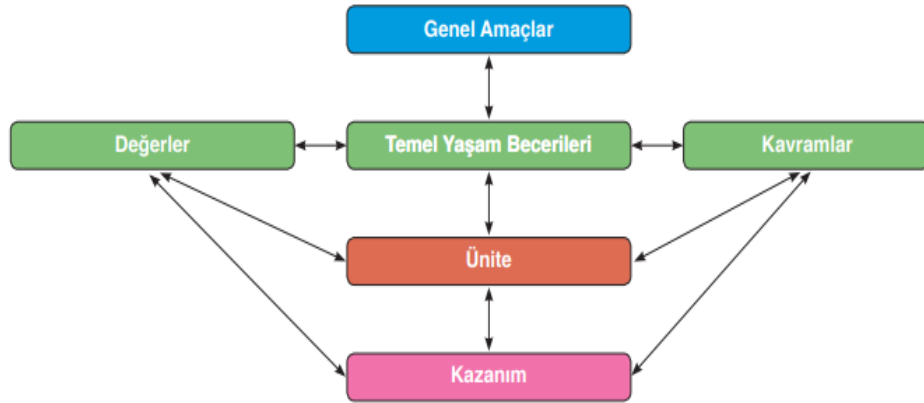 Genel Amaçlar
Değerler
Temel Yaşam Becerileri
Kavramlar
Ünite
Kazanım